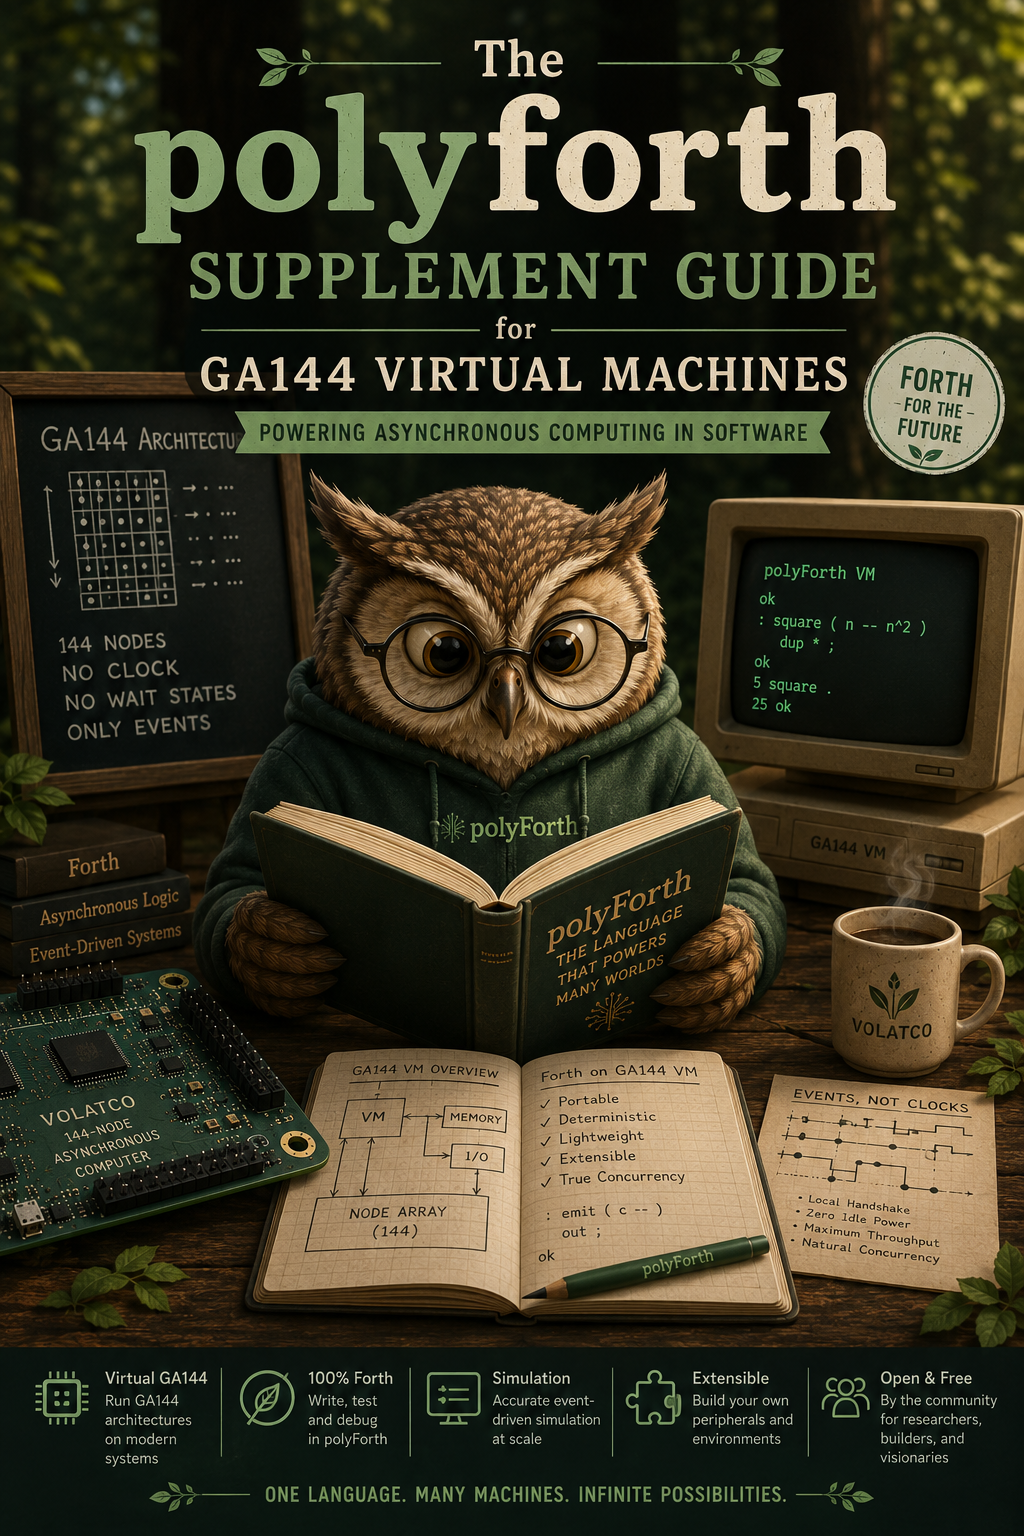 The
polyforth
SUPPLEMENT GUIDE
for
GA144 VIRTUAL MACHINES
POWERING ASYNCHRONOUS COMPUTING IN SOFTWARE
FORTH
- FOR THE -
FUTURE
GA144 ARCHITECTU
144 NODES
NO CLOCK
NO WAIT STATES
ONLY EVENTS
polyForth VM
ok
: square ( n -- n^2 )
dup * ;
ok
5 square .
25 ok
GA144 VM
polyForth
Forth
Asynchronous Logic
Event-Driven Systems
polyForth
THE LANGUAGE
THAT POWERS
MANY WORLDS
VOLATCO
VOLATCO
144-NODE
ASYNCHRONOUS
COMPUTER
GA144 VM OVERVIEW
VM
MEMORY
I/O
NODE ARRAY
(144)
Forth on GA144 VM
✓ Portable
✓ Deterministic
✓ Lightweight
✓ Extensible
✓ True Concurrency
: emit ( c -- )
out ;
ok
polyForth
EVENTS, NOT CLOCKS
• Local Handshake
• Zero Idle Power
• Maximum Throughput
• Natural Concurrency
Virtual GA144
Run GA144
architectures
on modern
systems
100% Forth
Write, test
and debug
in polyForth
Simulation
Accurate event-
driven simulation
at scale
Extensible
Build your own
peripherals and
environments
Open & Free
By the community
for researchers,
builders, and
visionaries
ONE LANGUAGE. MANY MACHINES. INFINITE POSSIBILITIES.